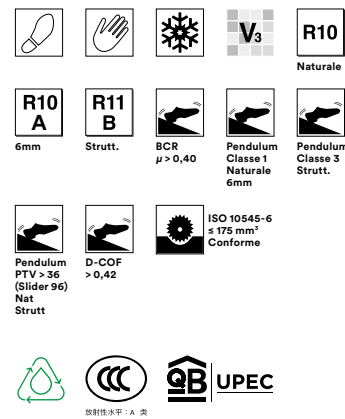 V3
R10
Naturale
R10
A
6mm
R11
B
Strutt.
BCR
μ > 0,40
Pendulum
Classe 1
Naturale
6mm
Pendulum
Classe 3
Strutt.
Pendulum
PTV > 36
(Slider 96)
Nat
Strutt
D-COF
> 0,42
ISO 10545-6
≤ 175 mm³
Conforme
CCC
放射性水平：A 类
QB
UPEC